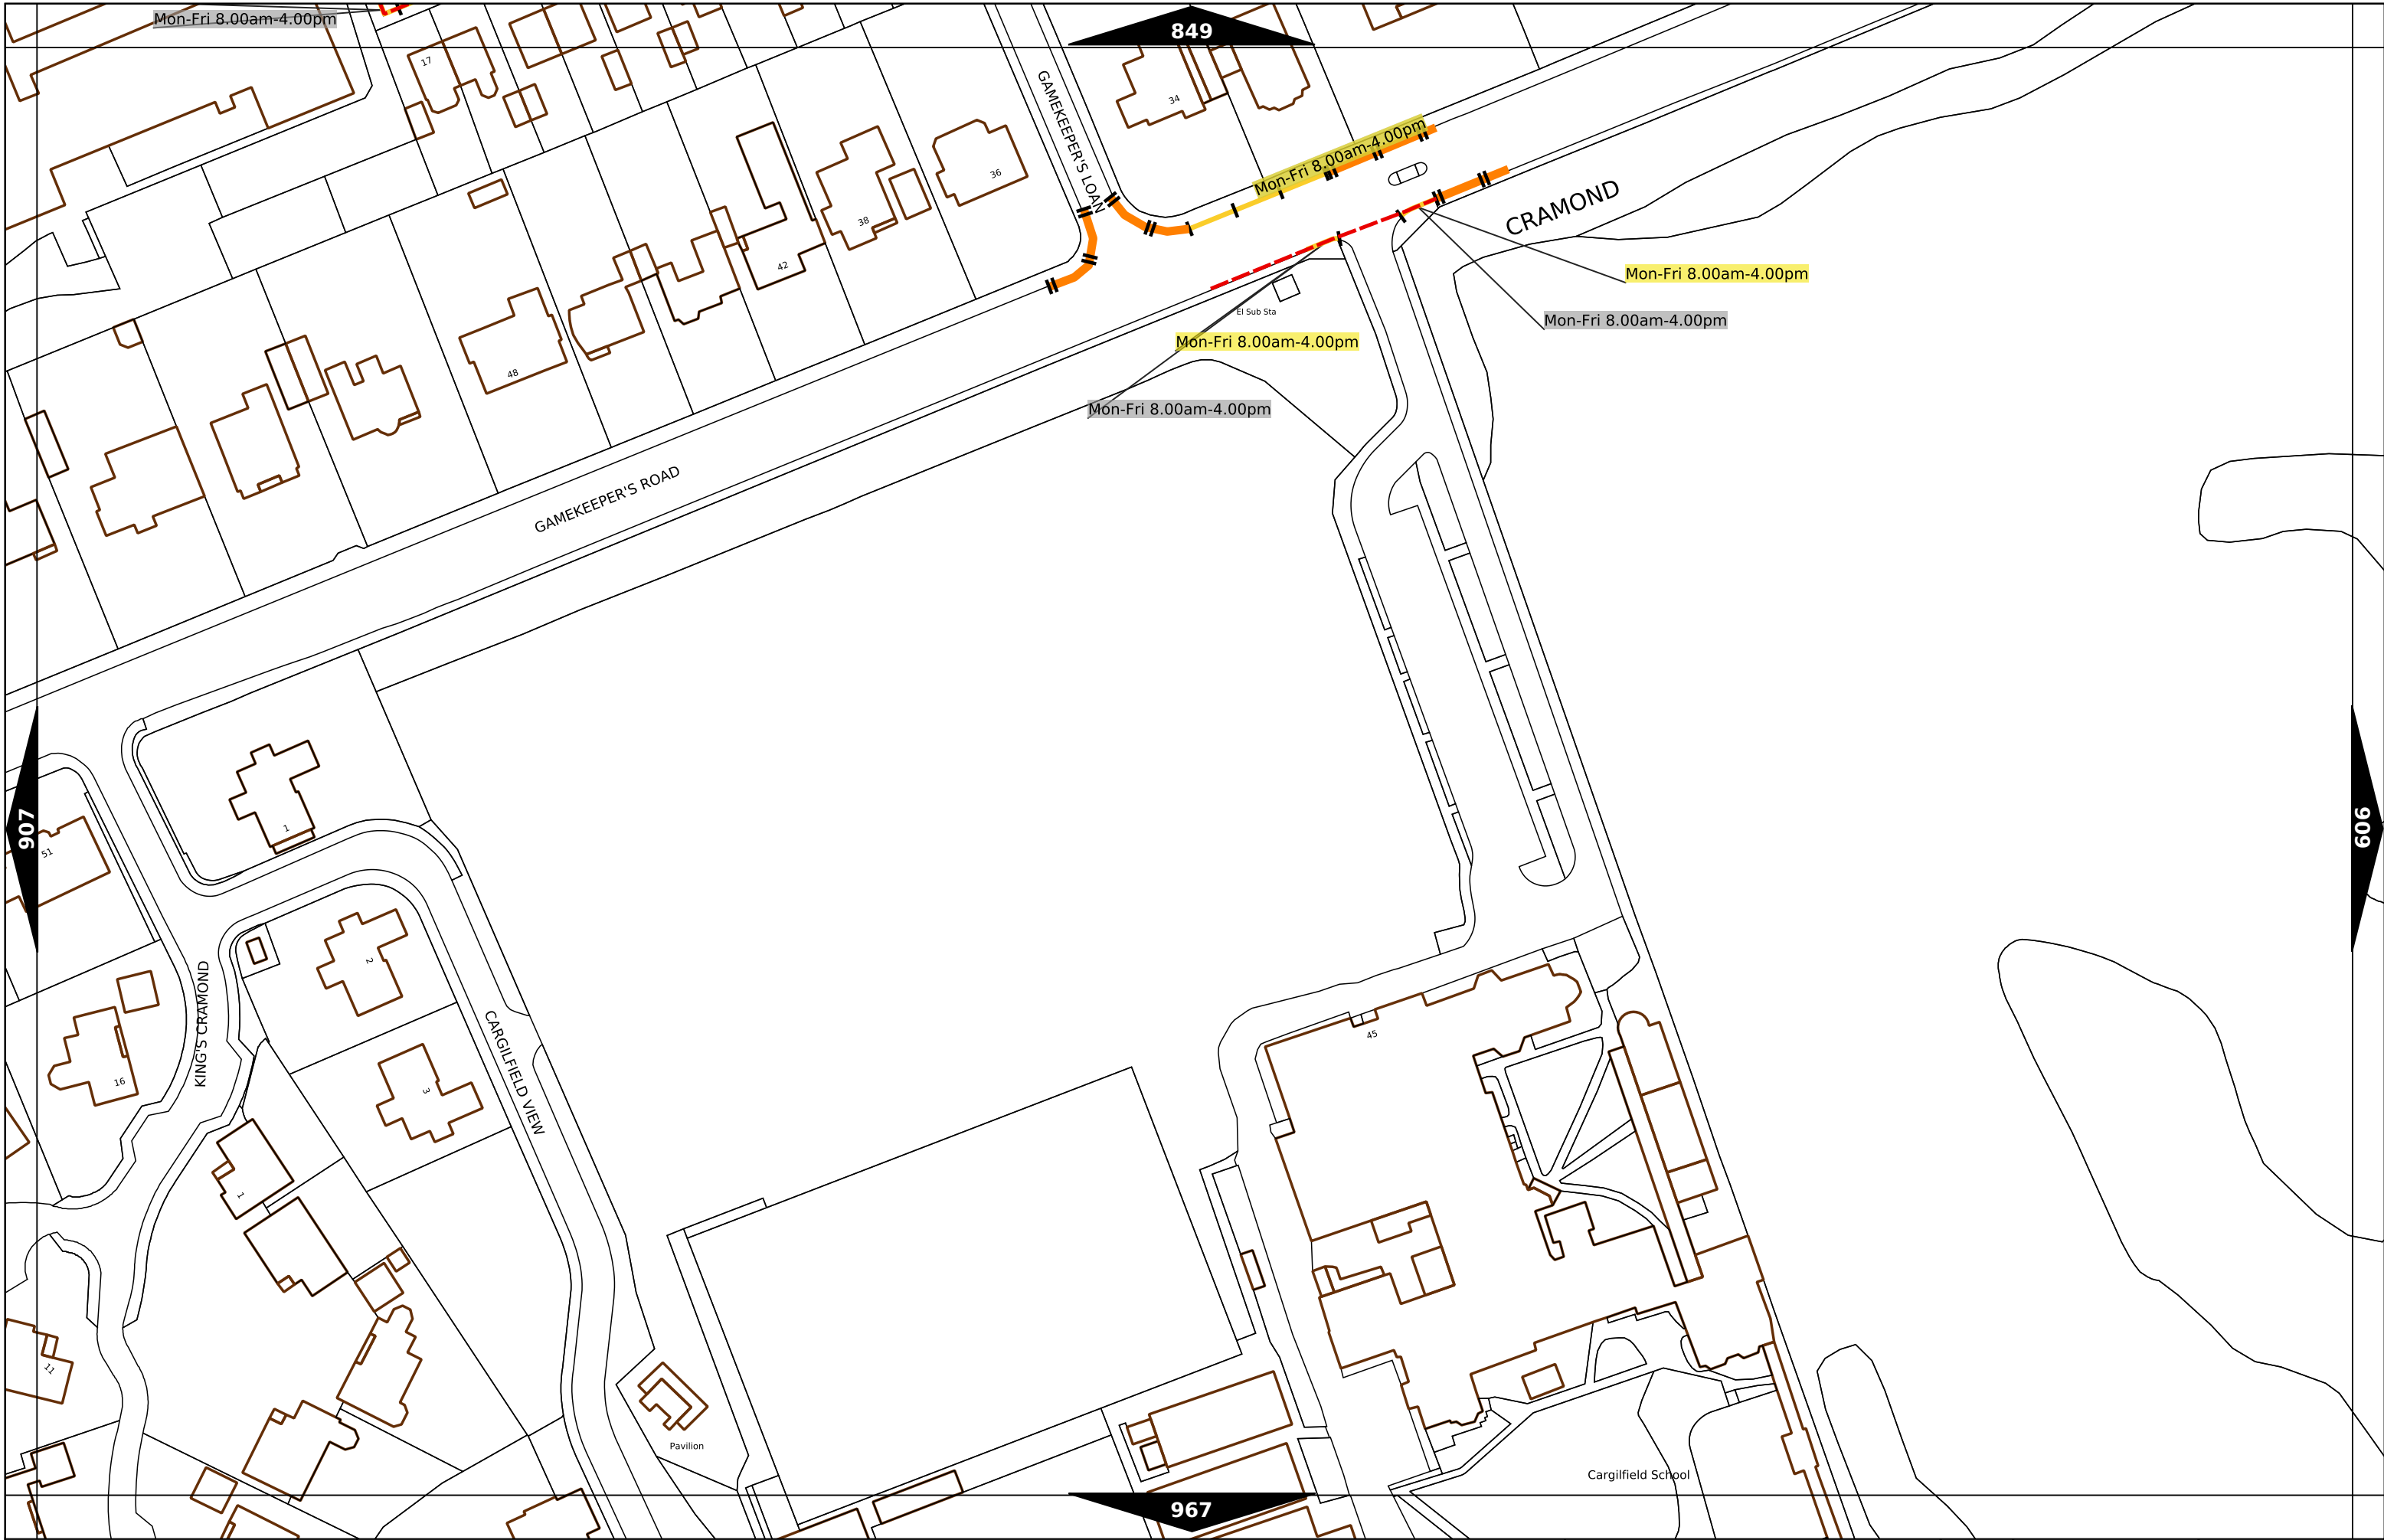 Mon-Fri 8.00am-4.00pm
849
17
34
GAMEKEEPER'S LOAN
Mon-Fri 8.00am-4.00pm
36
38
CRAMOND
42
Mon-Fri 8.00am-4.00pm
El Sub Sta
Mon-Fri 8.00am-4.00pm
Mon-Fri 8.00am-4.00pm
48
Mon-Fri 8.00am-4.00pm
GAMEKEEPER'S ROAD
907
1
606
51
2
KING'S CRAMOND
CARGILFIELD VIEW
45
16
3
1
11
Pavilion
Cargilfield School
967